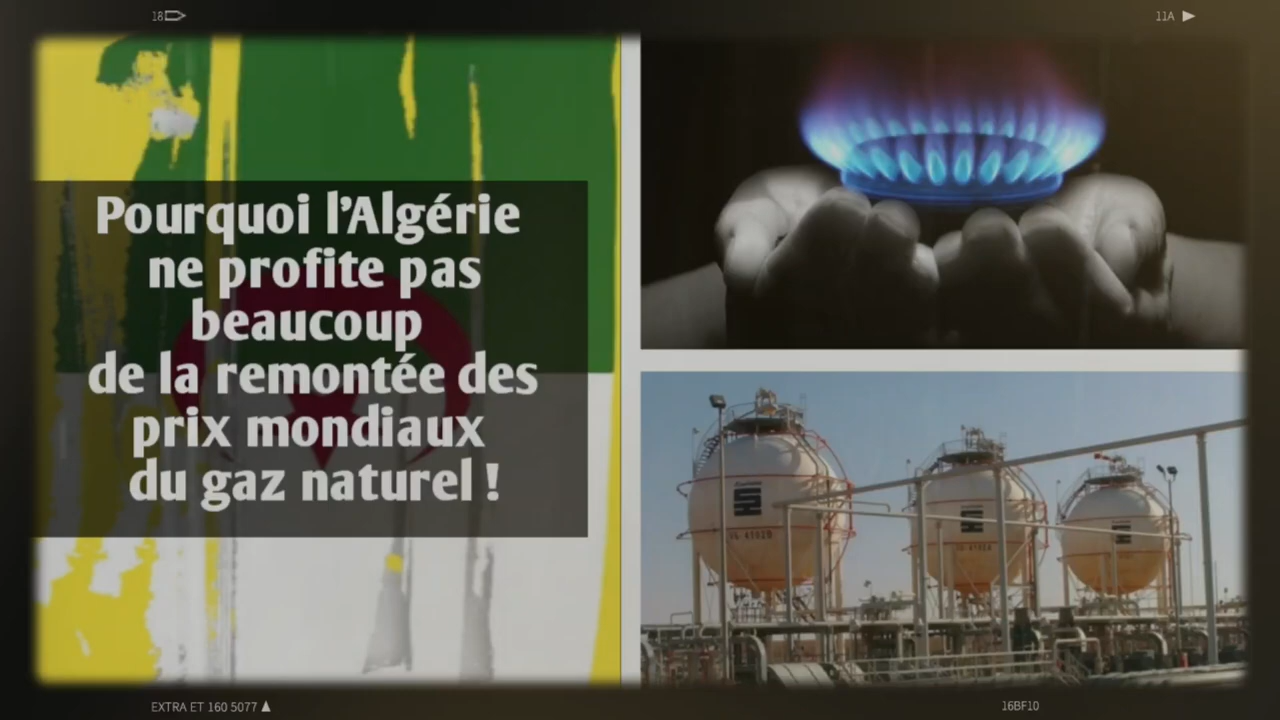 18
11A
Pourquoi l'Algérie
ne profite pas
beaucoup
de la remontée des
prix mondiaux
du gaz naturel !
EXTRA ET 160 5077
16BF10